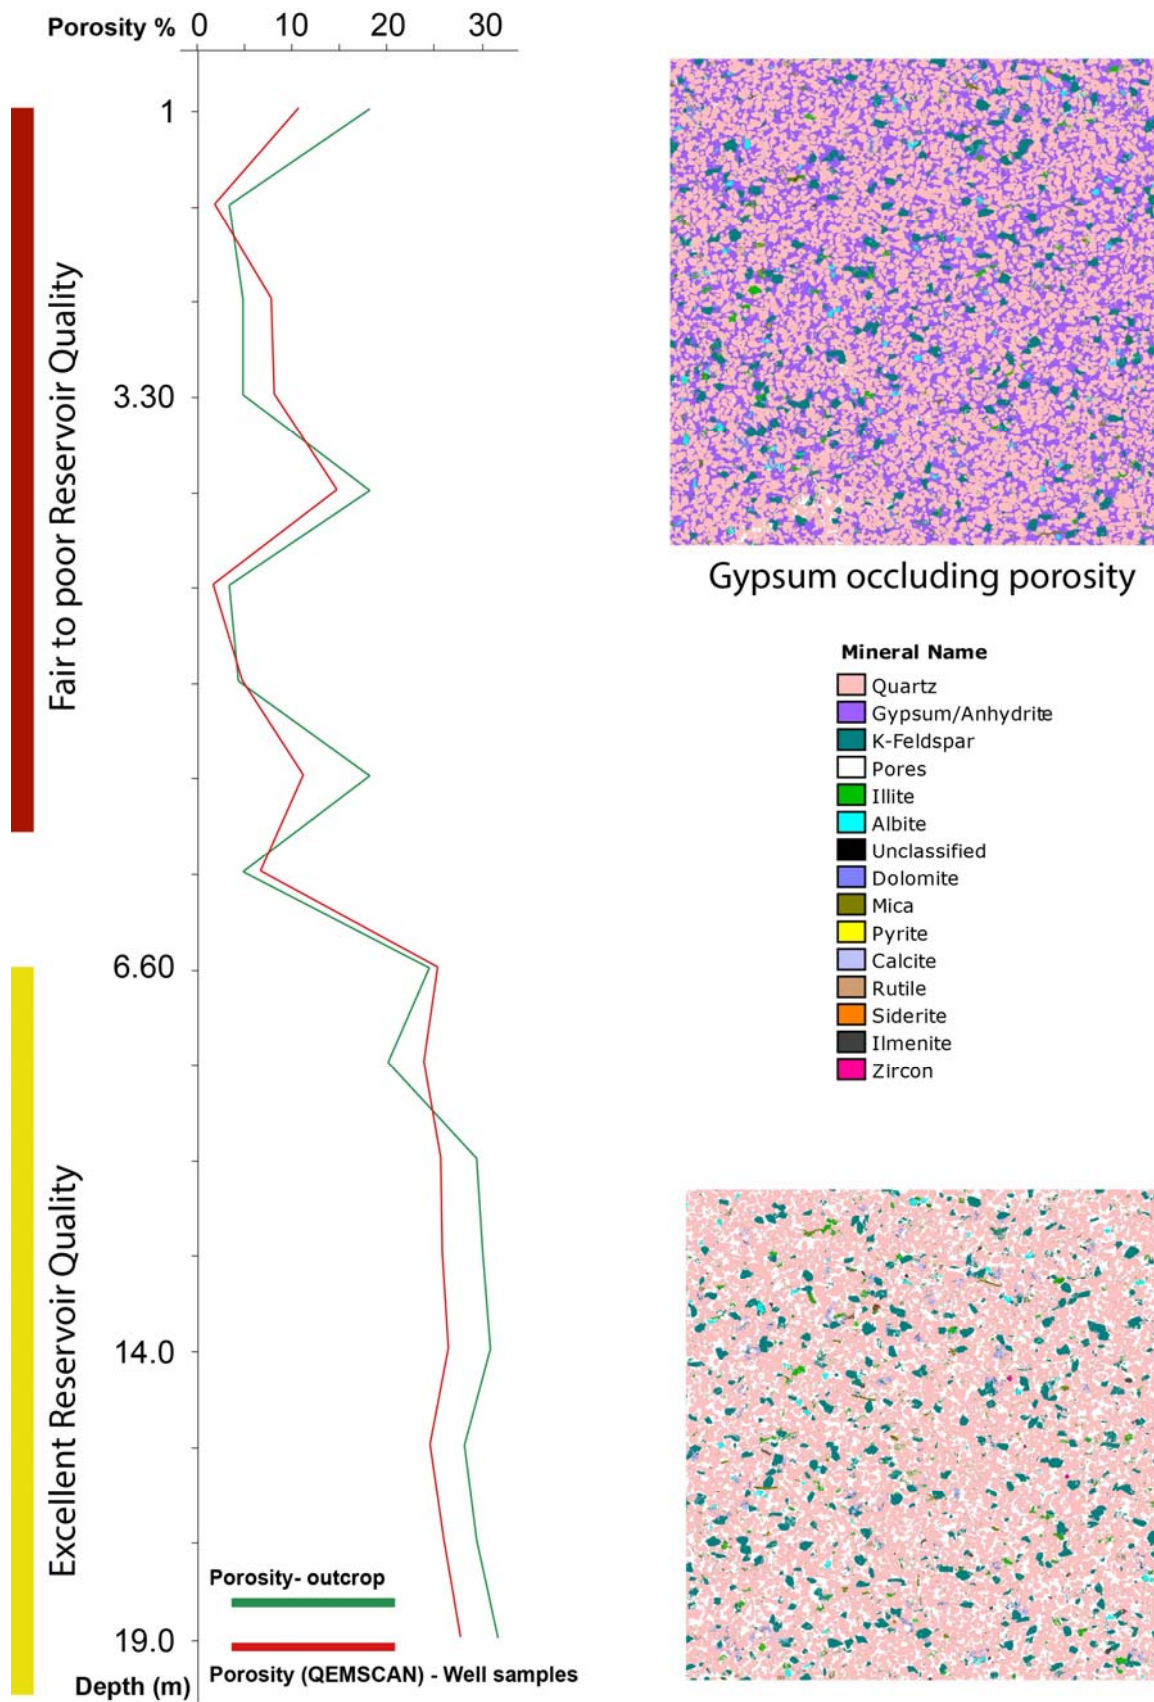 Porosity % 0 10 20 30
1
3.30
6.60
14.0
19.0
Depth (m)
Fair to poor Reservoir Quality
Excellent Reservoir Quality
Porosity- outcrop
Porosity (QEMSCAN) - Well samples
Gypsum occluding porosity
Mineral Name
Quartz
Gypsum/Anhydrite
K-Feldspar
Pores
Illite
Albite
Unclassified
Dolomite
Mica
Pyrite
Calcite
Rutile
Siderite
Ilmenite
Zircon